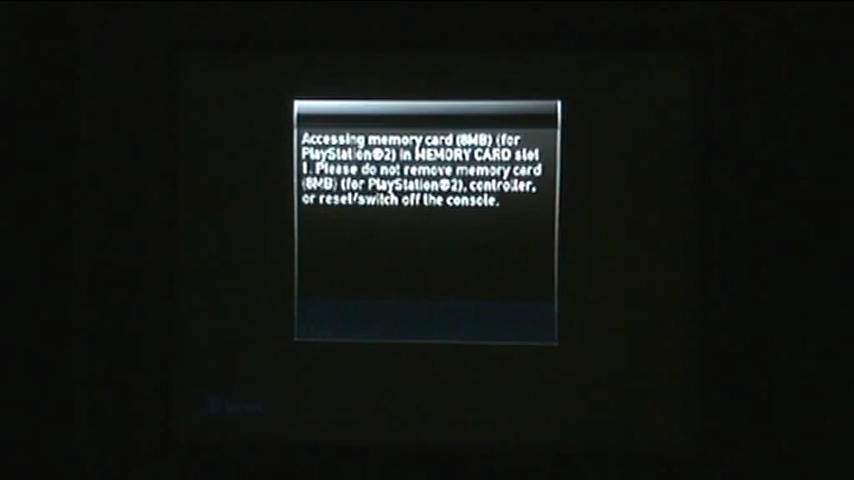 Accessing memory card (8MB) (for
PlayStation®2) in MEMORY CARD slot
1. Please do not remove memory card
(8MB) (for PlayStation®2), controller,
or reset/switch off the console.